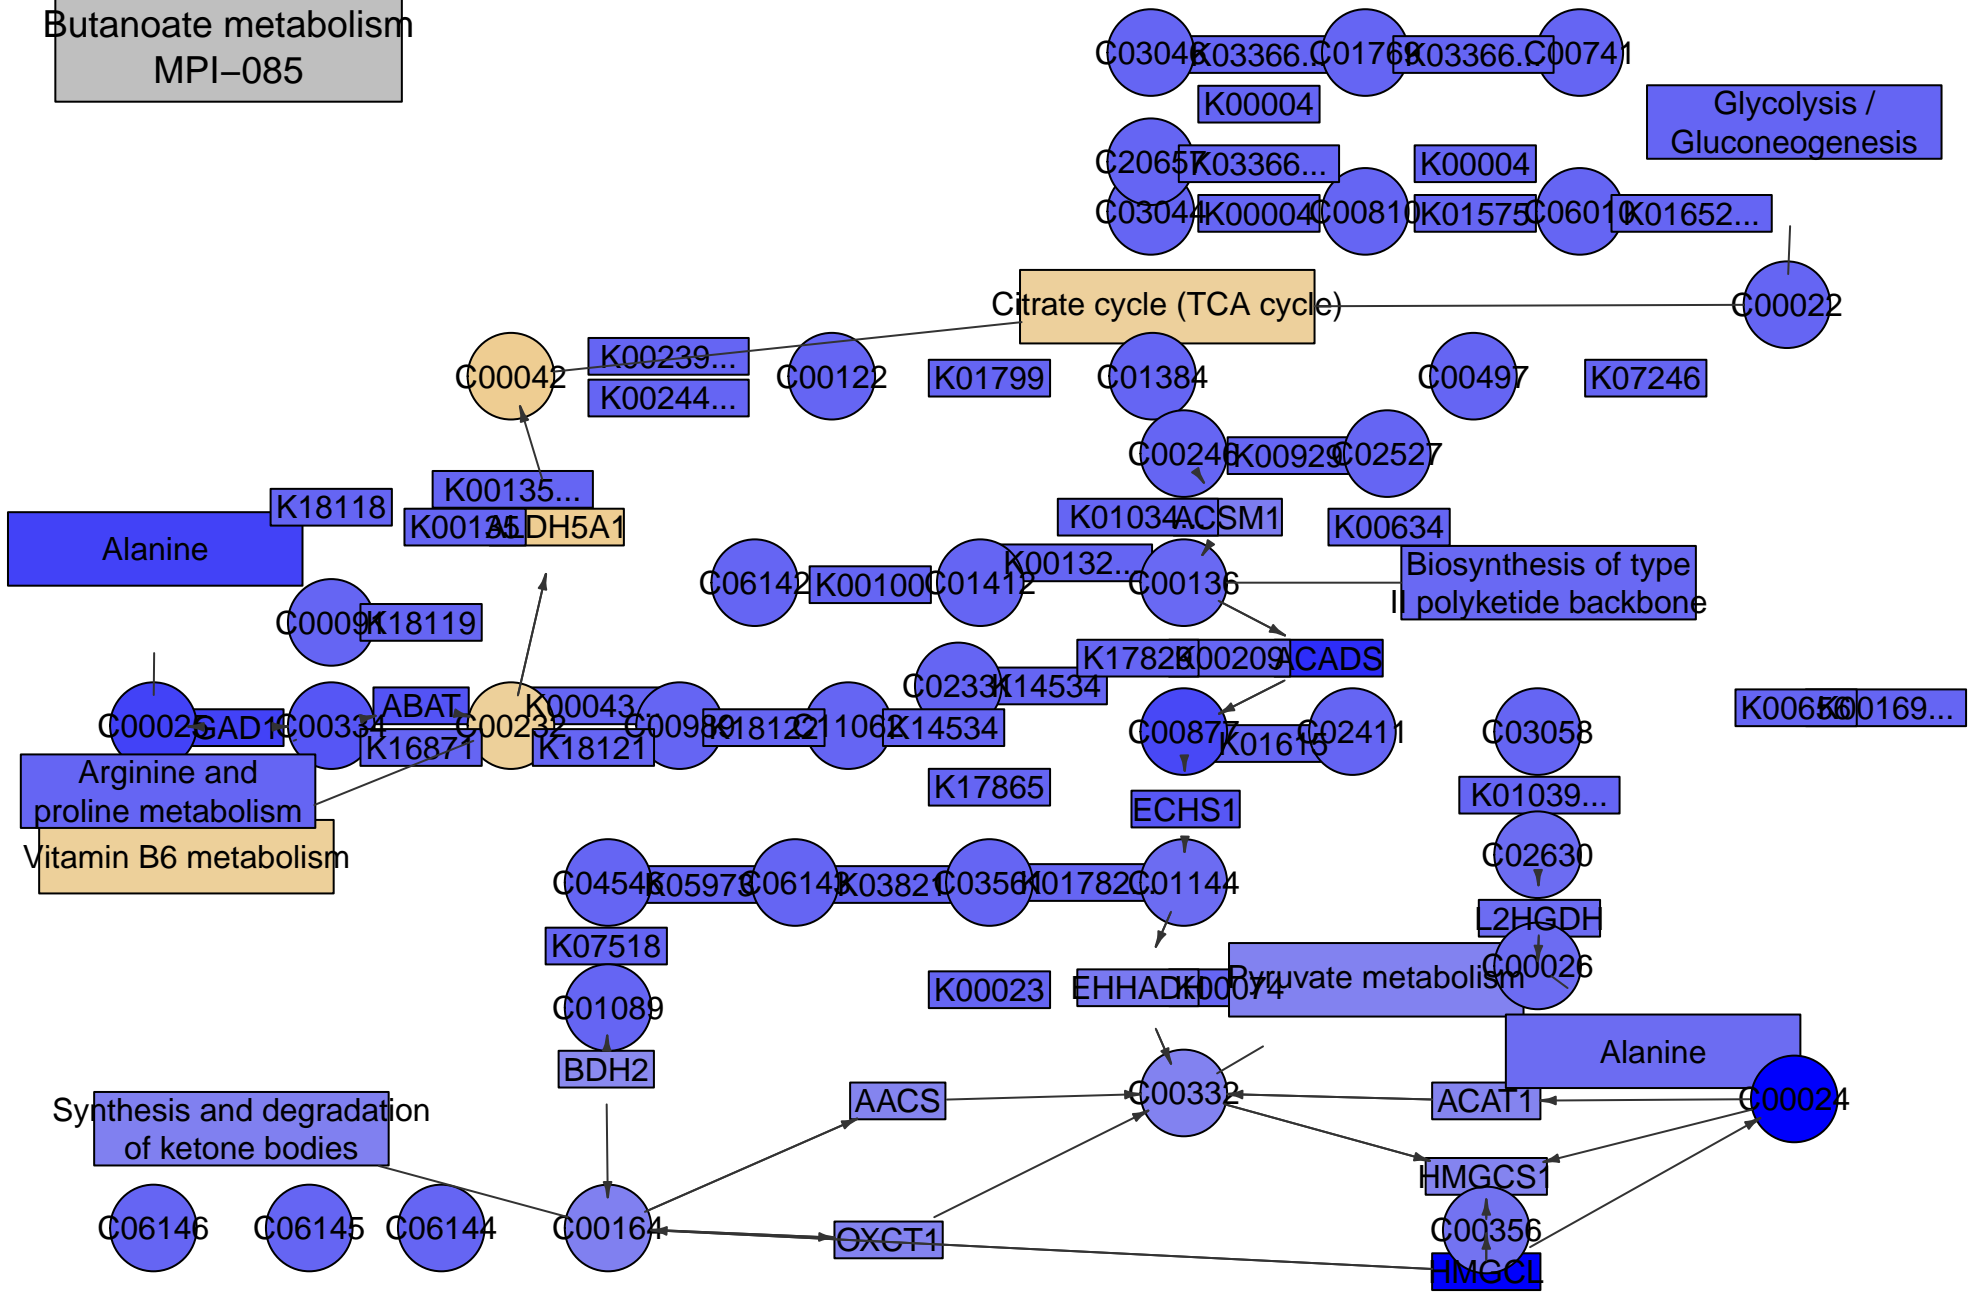 Butanoate metabolism
MPI−085
C03046
K03366...
C01769
K03366...
C00741
K00004
Glycolysis /
Gluconeogenesis
C20657
K03366...
K00004
C03044
K00004
C00810
K01575
C06010
K01652...
Citrate cycle (TCA cycle)
C00022
C00042
K00239...
K00244...
C00122
K01799
C01384
C00497
K07246
C00246
K00929
C02527
K18118
K00135...
K00135
ALDH5A1
K01034...
ACSM1
K00634
Alanine
C06142
K00100
C01412
K00132...
C00136
Biosynthesis of type
II polyketide backbone
C00091
K18119
K17829
K00209
ACADS
C02331
K14534
C00025
GAD1
C00334
ABAT
K16871
C00232
K00043...
K18121
C00989
K18122
C11062
K14534
C00877
K01615
C02411
C03058
K00656
K00169...
Arginine and
proline metabolism
K17865
ECHS1
K01039...
Vitamin B6 metabolism
C02630
C04546
K05973
C06143
K03821
C03561
K01782...
C01144
L2HGDH
K07518
C00026
Pyruvate metabolism
K00023
EHHADH
K00074
C01089
BDH2
Alanine
AACS
C00332
ACAT1
C00024
Synthesis and degradation
of ketone bodies
HMGCS1
C06146
C06145
C06144
C00164
OXCT1
C00356
HMGCL